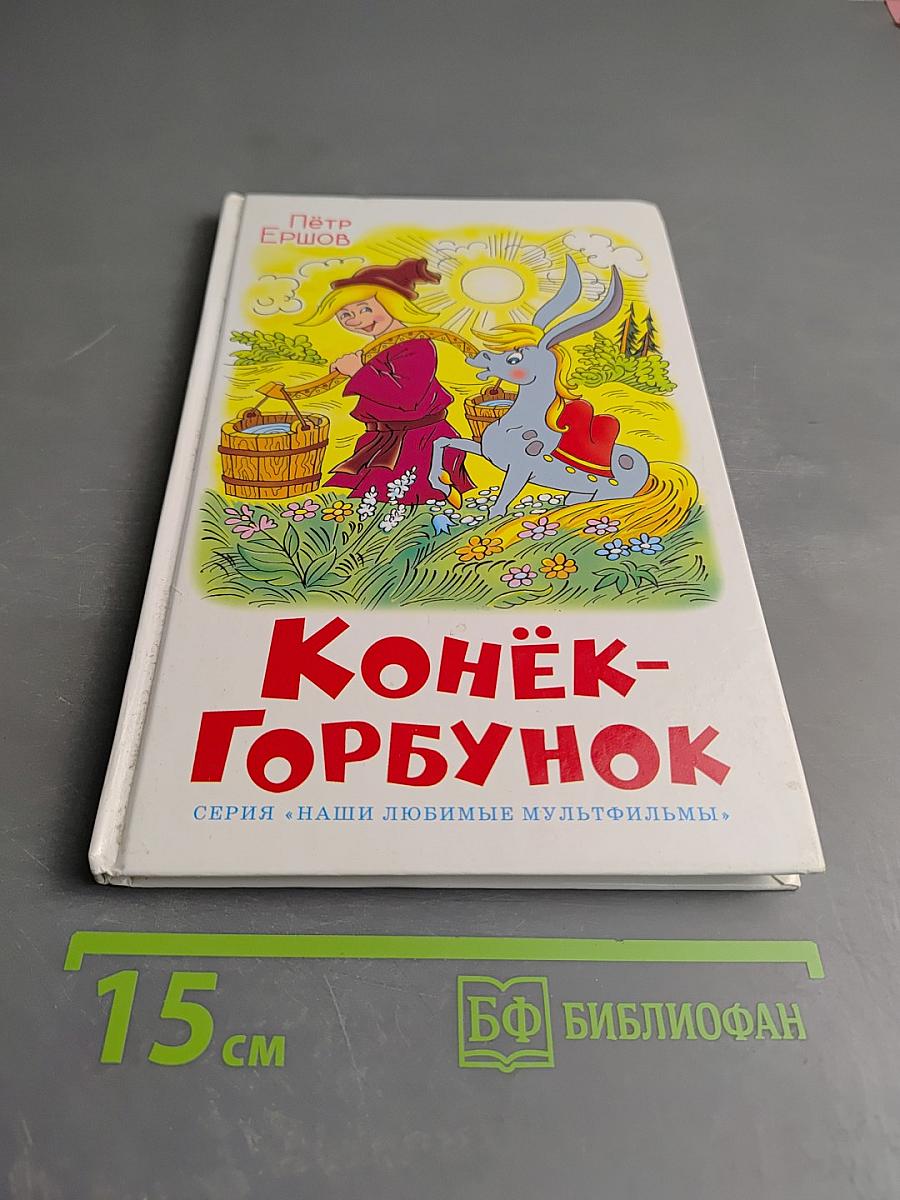 Пётр
Ершов
Конёк-
Горбунок
СЕРИЯ «НАШИ ЛЮБИМЫЕ МУЛЬТФИЛЬМЫ»
15 см
БФ БИБЛИОФАН